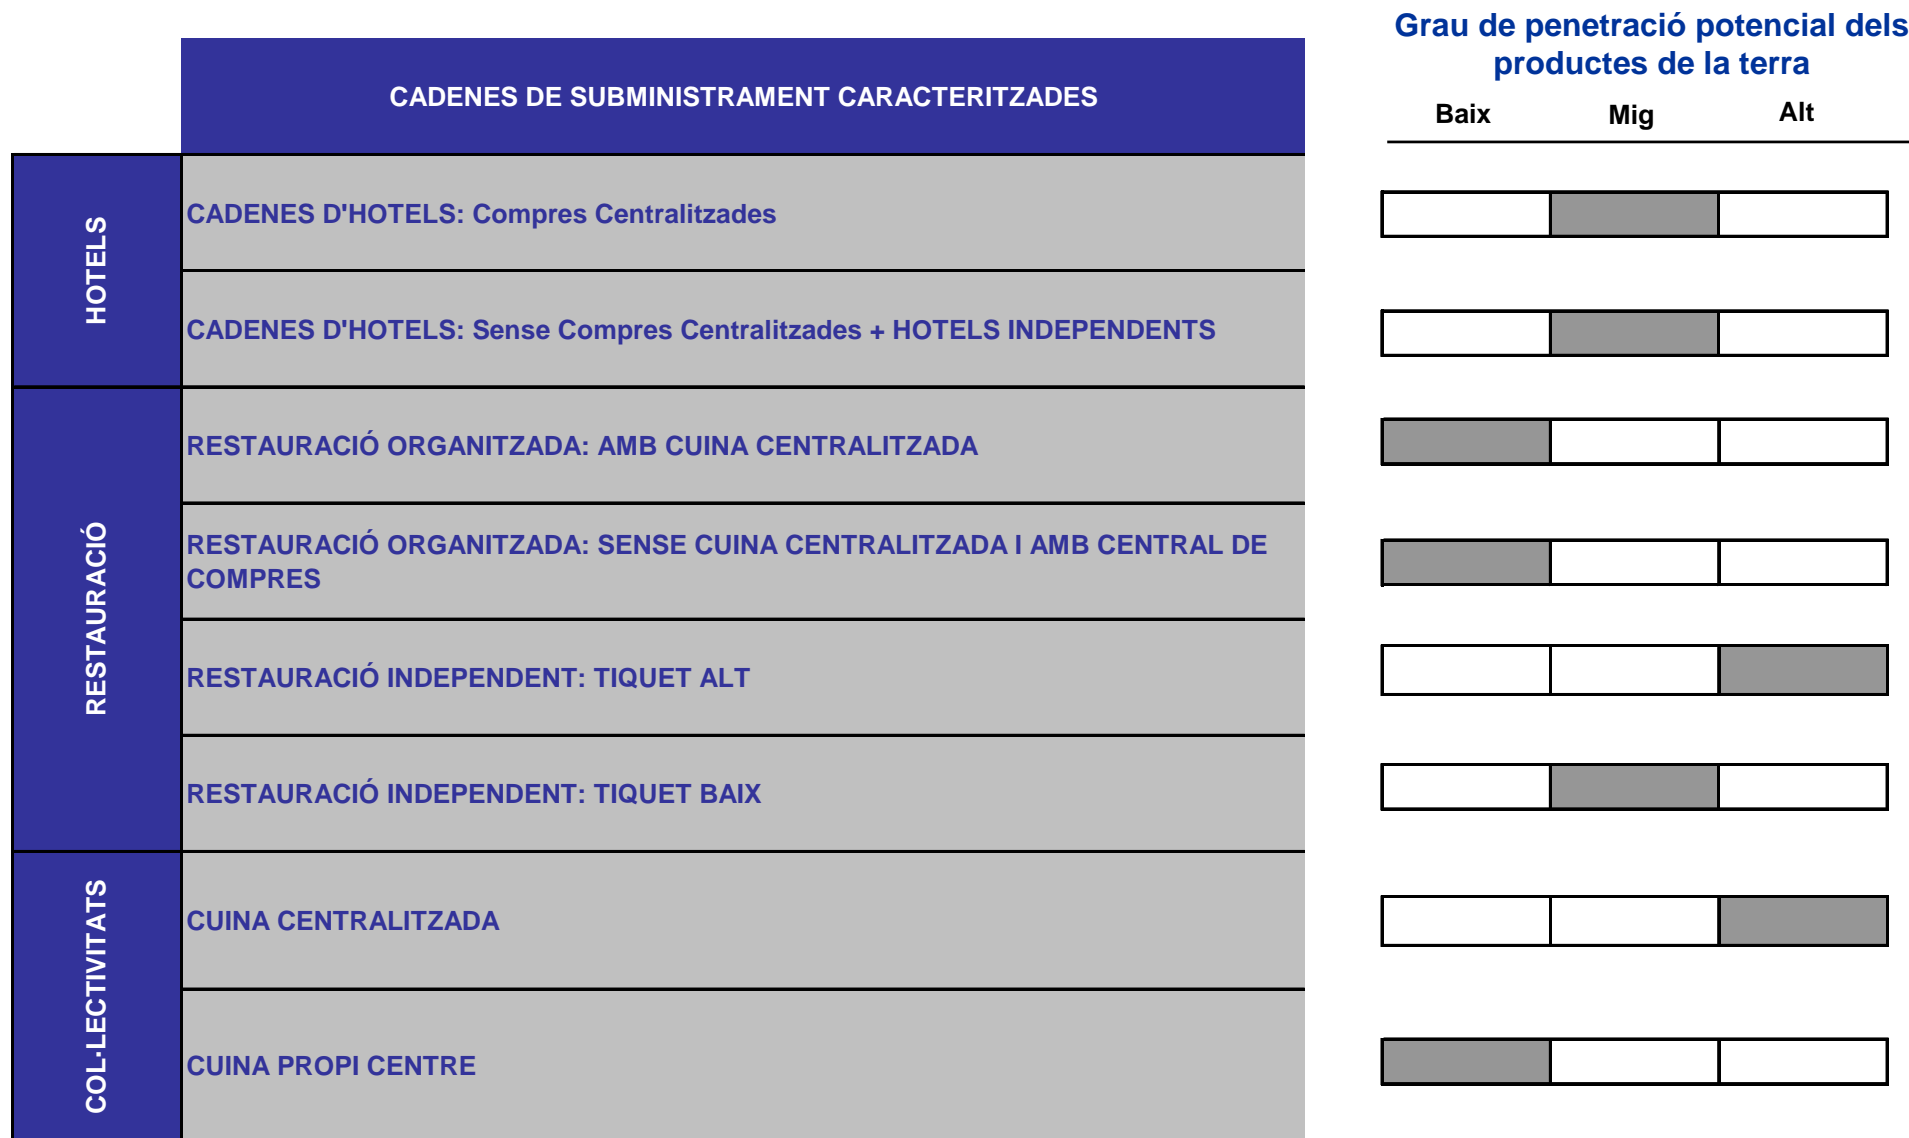 Grau de penetració potencial dels
productes de la terra
CADENES DE SUBMINISTRAMENT CARACTERITZADES
Baix Mig Alt
HOTELS
CADENES D'HOTELS: Compres Centralitzades
CADENES D'HOTELS: Sense Compres Centralitzades + HOTELS INDEPENDENTS
RESTAURACIÓ
RESTAURACIÓ ORGANITZADA: AMB CUINA CENTRALITZADA
RESTAURACIÓ ORGANITZADA: SENSE CUINA CENTRALITZADA I AMB CENTRAL DE
COMPRES
RESTAURACIÓ INDEPENDENT: TIQUET ALT
RESTAURACIÓ INDEPENDENT: TIQUET BAIX
COL·LECTIVITATS
CUINA CENTRALITZADA
CUINA PROPI CENTRE